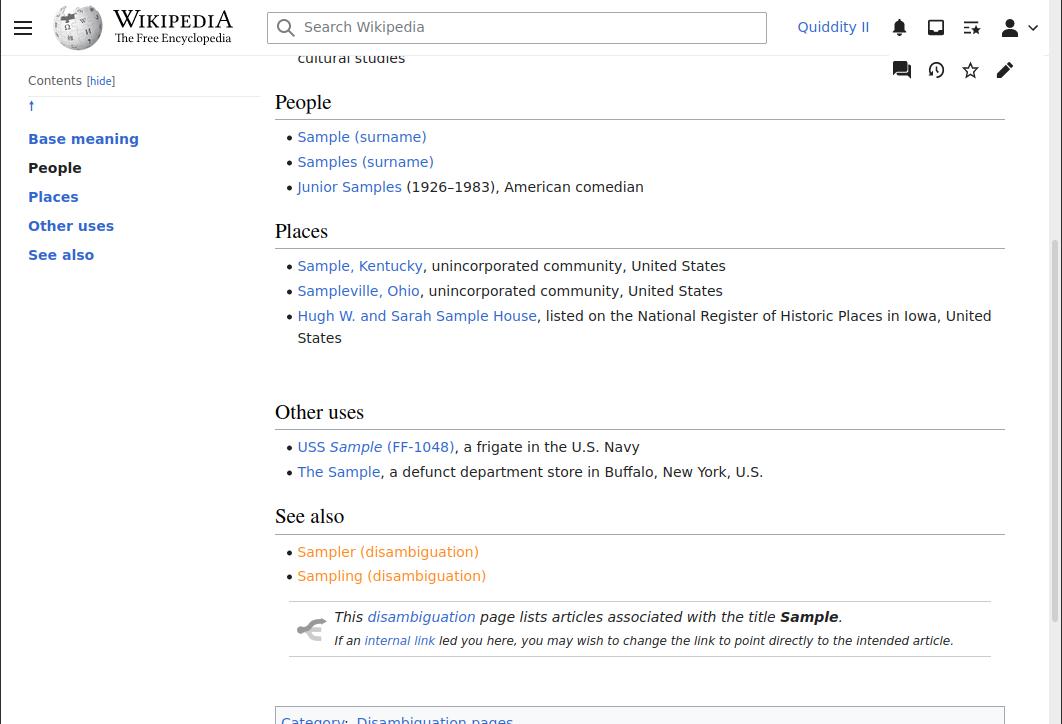 WIKIPEDIA
The Free Encyclopedia
Search Wikipedia
Quiddity II
Contents [hide]
↑
Base meaning
People
Places
Other uses
See also
cultural studies
People
• Sample (surname)
• Samples (surname)
• Junior Samples (1926–1983), American comedian
Places
• Sample, Kentucky, unincorporated community, United States
• Sampleville, Ohio, unincorporated community, United States
• Hugh W. and Sarah Sample House, listed on the National Register of Historic Places in Iowa, United
States
Other uses
• USS Sample (FF-1048), a frigate in the U.S. Navy
• The Sample, a defunct department store in Buffalo, New York, U.S.
See also
• Sampler (disambiguation)
• Sampling (disambiguation)
This disambiguation page lists articles associated with the title Sample.
If an internal link led you here, you may wish to change the link to point directly to the intended article.
Category: Disambiguation pages